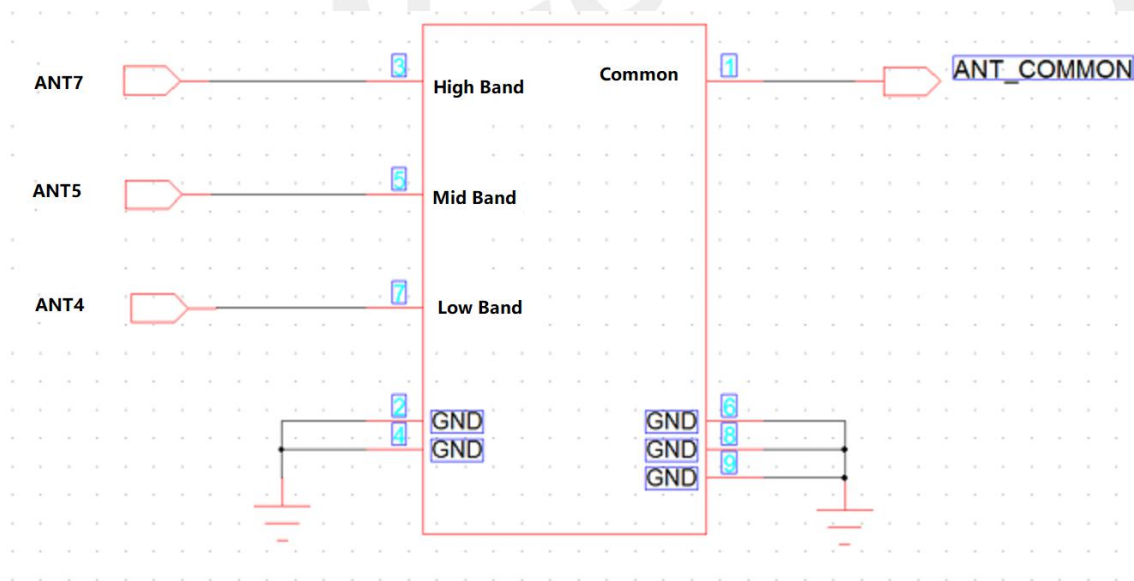 ANT7
3
High Band
Common
1
ANT_COMMON
ANT5
5
Mid Band
ANT4
7
Low Band
2
GND
4
GND
GND
6
GND
8
GND
9